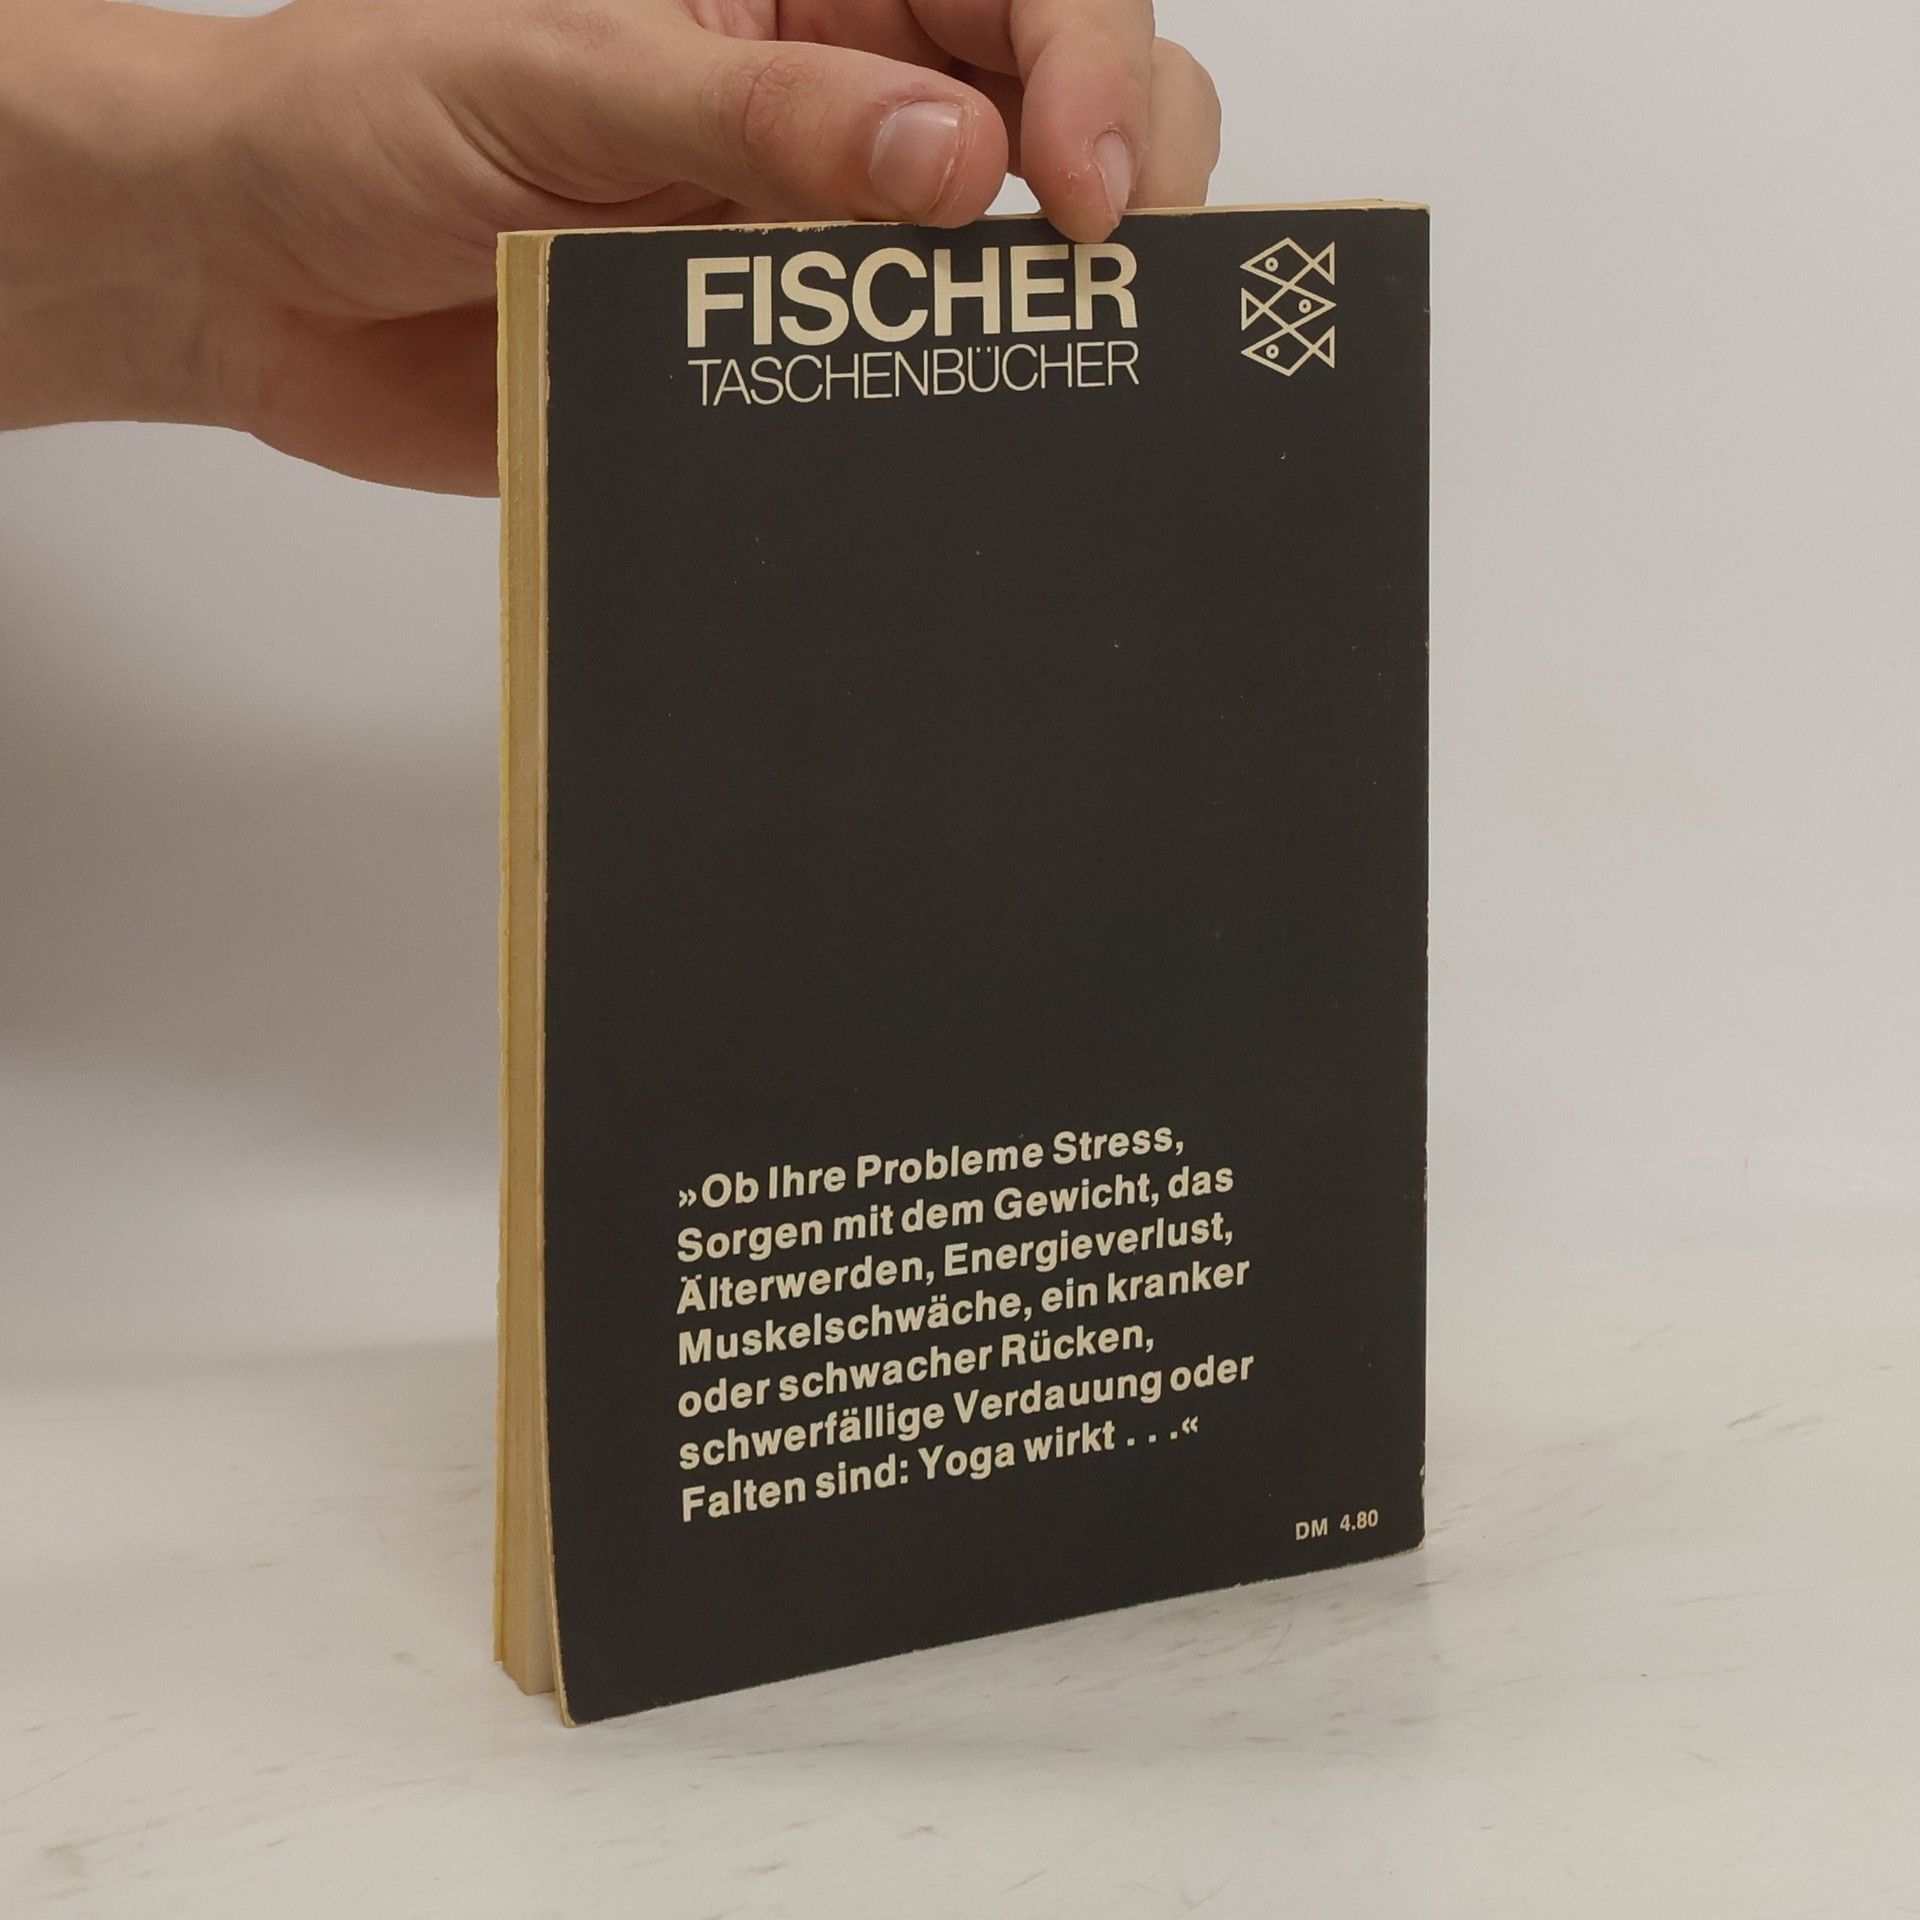 FISCHER
TASCHENBÜCHER
»Ob Ihre Probleme Stress,
Sorgen mit dem Gewicht, das
Älterwerden, Energieverlust,
Muskelschwäche, ein kranker
oder schwacher Rücken,
schwerfällige Verdauung oder
Falten sind: Yoga wirkt . . .«
DM 4.80